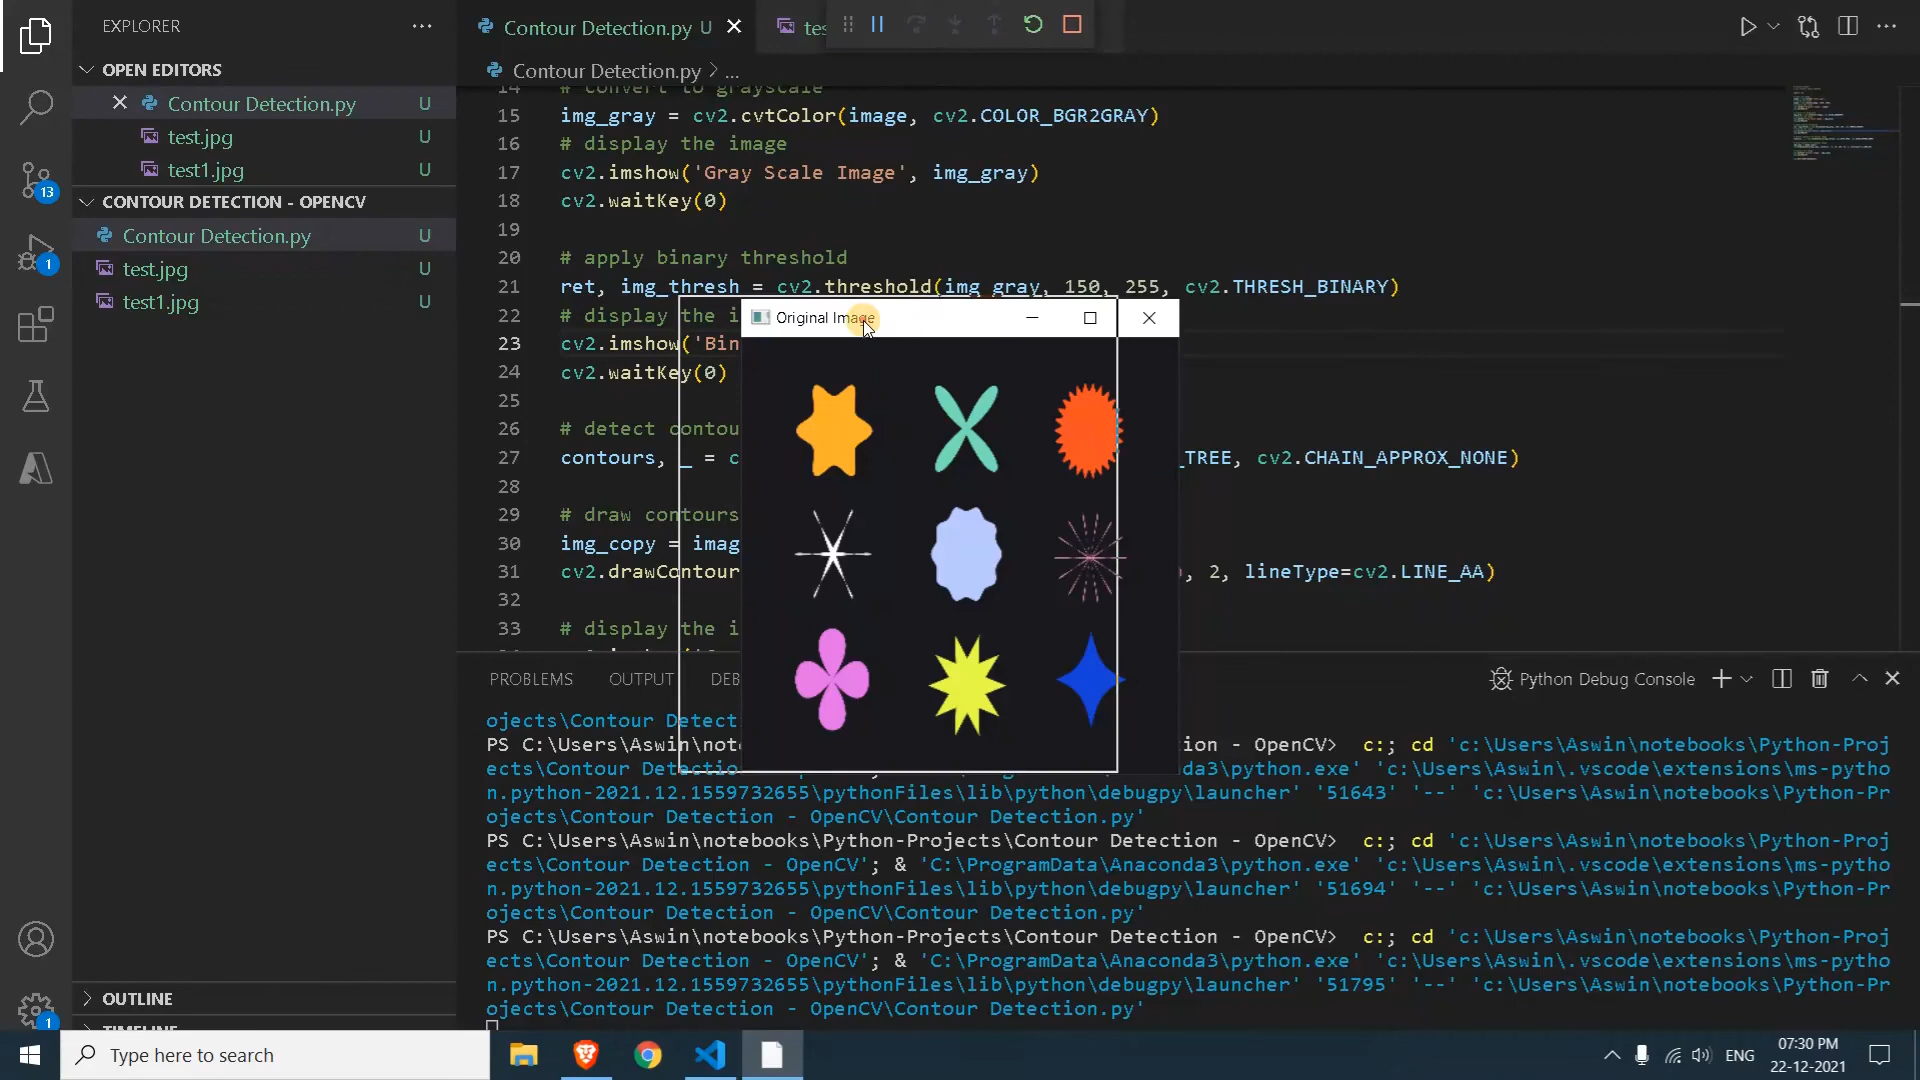 EXPLORER
OPEN EDITORS
Contour Detection.py U
test.jpg U
test1.jpg U
CONTOUR DETECTION - OPENCV
Contour Detection.py U
test.jpg U
test1.jpg U
13
1
OUTLINE
TIMELINE
1
Contour Detection.py U
tes
Contour Detection.py > ...
14 # convert to grayscale
15 img_gray = cv2.cvtColor(image, cv2.COLOR_BGR2GRAY)
16 # display the image
17 cv2.imshow('Gray Scale Image', img_gray)
18 cv2.waitKey(0)
19
20 # apply binary threshold
21 ret, img_thresh = cv2.threshold(img_gray, 150, 255, cv2.THRESH_BINARY)
22 # display the i
23 cv2.imshow('Bin
24 cv2.waitKey(0)
25
26 # detect contou
27 contours, _ = c _TREE, cv2.CHAIN_APPROX_NONE)
28
29 # draw contours
30 img_copy = imag
31 cv2.drawContour , 2, lineType=cv2.LINE_AA)
32
33 # display the i
Original Image
PROBLEMS OUTPUT DEB
Python Debug Console
ojects\Contour Detect
PS C:\Users\Aswin\not ion - OpenCV> c:; cd 'c:\Users\Aswin\notebooks\Python-Proj
ects\Contour Detectio nda3\python.exe' 'c:\Users\Aswin\.vscode\extensions\ms-pytho
n.python-2021.12.1559732655\pythonFiles\lib\python\debugpy\launcher' '51643' '--' 'c:\Users\Aswin\notebooks\Python-Pr
ojects\Contour Detection - OpenCV\Contour Detection.py'
PS C:\Users\Aswin\notebooks\Python-Projects\Contour Detection - OpenCV> c:; cd 'c:\Users\Aswin\notebooks\Python-Proj
ects\Contour Detection - OpenCV'; & 'C:\ProgramData\Anaconda3\python.exe' 'c:\Users\Aswin\.vscode\extensions\ms-pytho
n.python-2021.12.1559732655\pythonFiles\lib\python\debugpy\launcher' '51694' '--' 'c:\Users\Aswin\notebooks\Python-Pr
ojects\Contour Detection - OpenCV\Contour Detection.py'
PS C:\Users\Aswin\notebooks\Python-Projects\Contour Detection - OpenCV> c:; cd 'c:\Users\Aswin\notebooks\Python-Proj
ects\Contour Detection - OpenCV'; & 'C:\ProgramData\Anaconda3\python.exe' 'c:\Users\Aswin\.vscode\extensions\ms-pytho
n.python-2021.12.1559732655\pythonFiles\lib\python\debugpy\launcher' '51795' '--' 'c:\Users\Aswin\notebooks\Python-Pr
ojects\Contour Detection - OpenCV\Contour Detection.py'
Type here to search
ENG
07:30 PM
22-12-2021